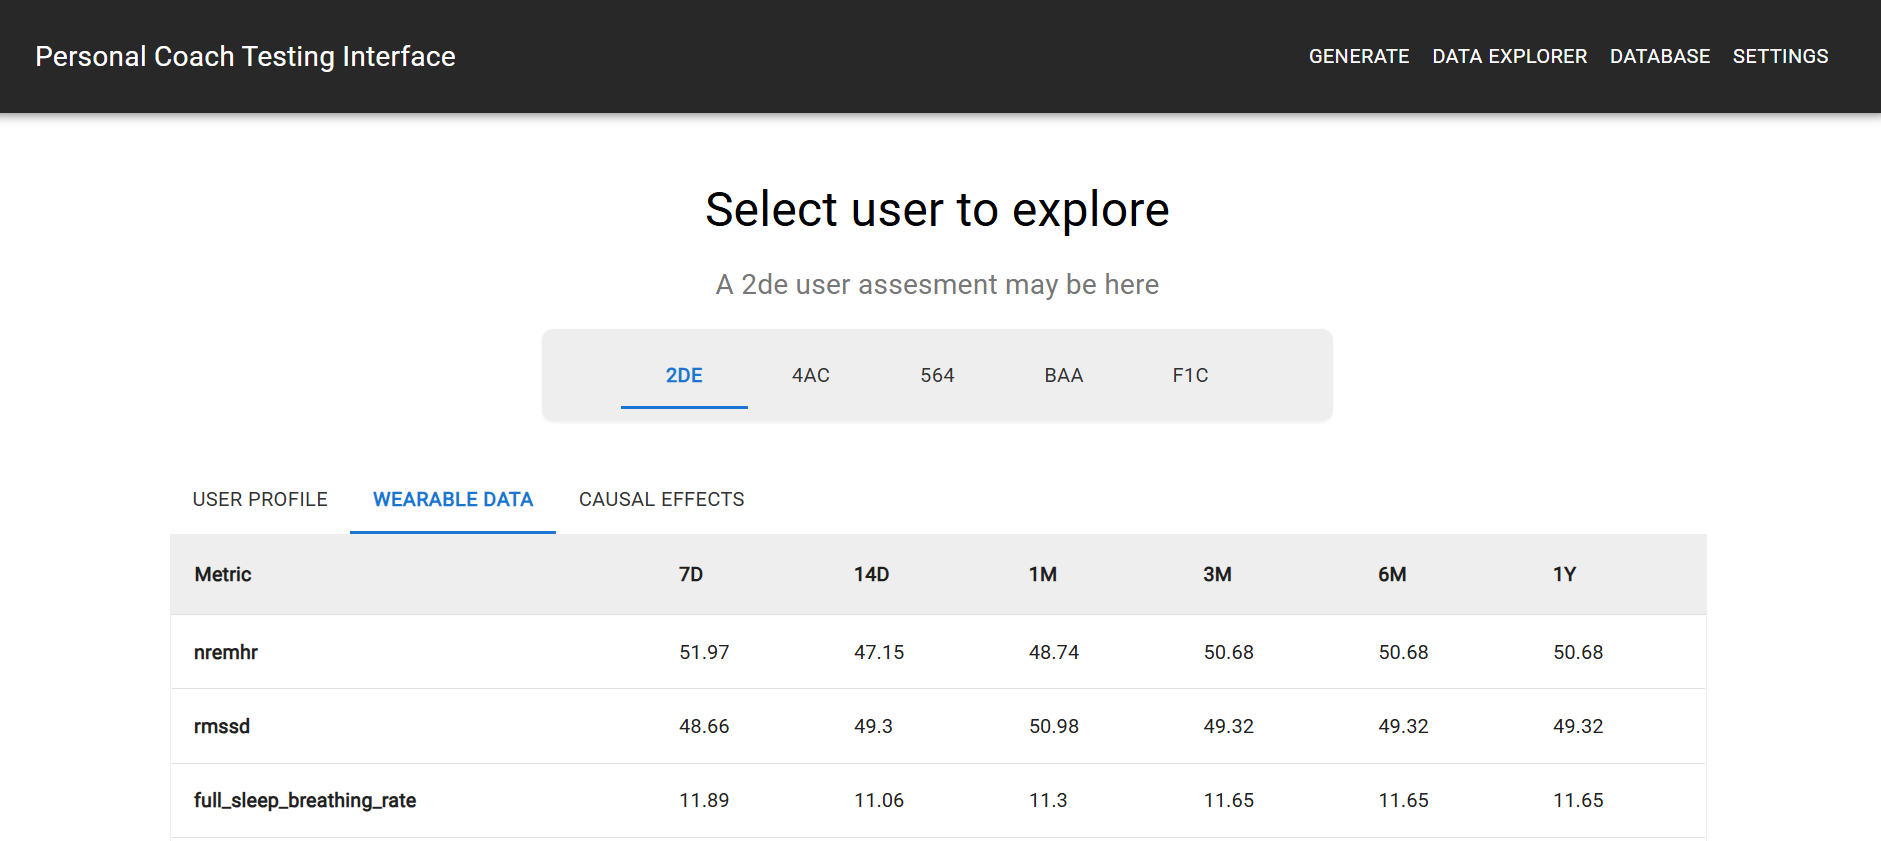 Personal Coach Testing Interface GENERATE DATA EXPLORER DATABASE SETTINGS
Select user to explore
A 2de user assesment may be here
2DE 4AC 564 BAA F1C
USER PROFILE WEARABLE DATA CAUSAL EFFECTS
Metric 7D 14D 1M 3M 6M 1Y
nremhr 51.97 47.15 48.74 50.68 50.68 50.68
rmssd 48.66 49.3 50.98 49.32 49.32 49.32
full_sleep_breathing_rate 11.89 11.06 11.3 11.65 11.65 11.65